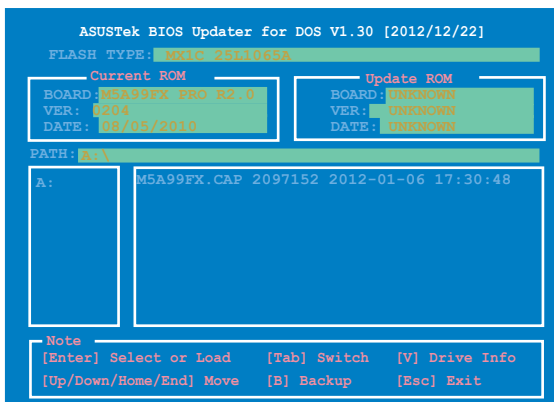 ASUSTek BIOS Updater for DOS V1.30 [2012/12/22]
FLASH TYPE: MXIC 25L1065A
Current ROM
BOARD: M5A99FX PRO R2.0
VER: 0204
DATE: 08/05/2010
Update ROM
BOARD: UNKNOWN
VER: UNKNOWN
DATE: UNKNOWN
PATH: A:\
A:
M5A99FX.CAP 2097152 2012-01-06 17:30:48
Note
[Enter] Select or Load [Tab] Switch [V] Drive Info
[Up/Down/Home/End] Move [B] Backup [Esc] Exit